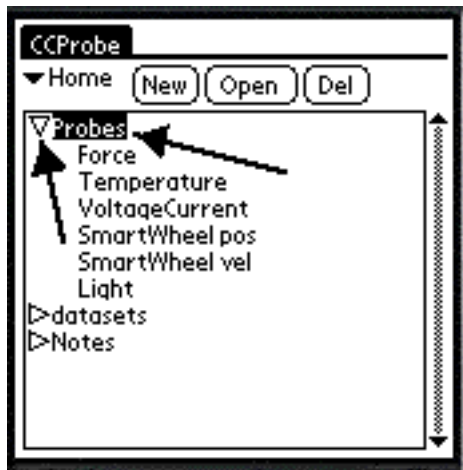 CCProbe
Home New Open Del
Probes
Force
Temperature
VoltageCurrent
SmartWheel pos
SmartWheel vel
Light
datasets
Notes